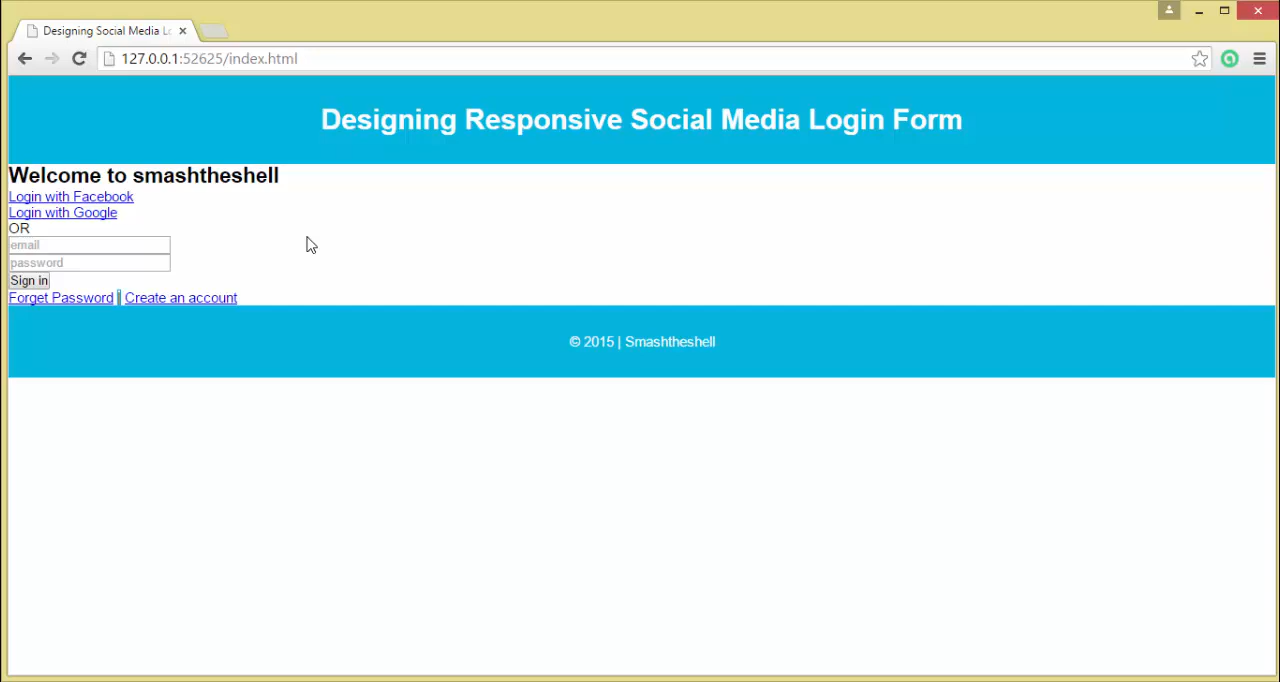 Designing Social Media Lo
127.0.0.1:52625/index.html
Designing Responsive Social Media Login Form
Welcome to smashtheshell
Login with Facebook
Login with Google
OR
email
password
Sign in
Forget Password | Create an account
© 2015 | Smashtheshell